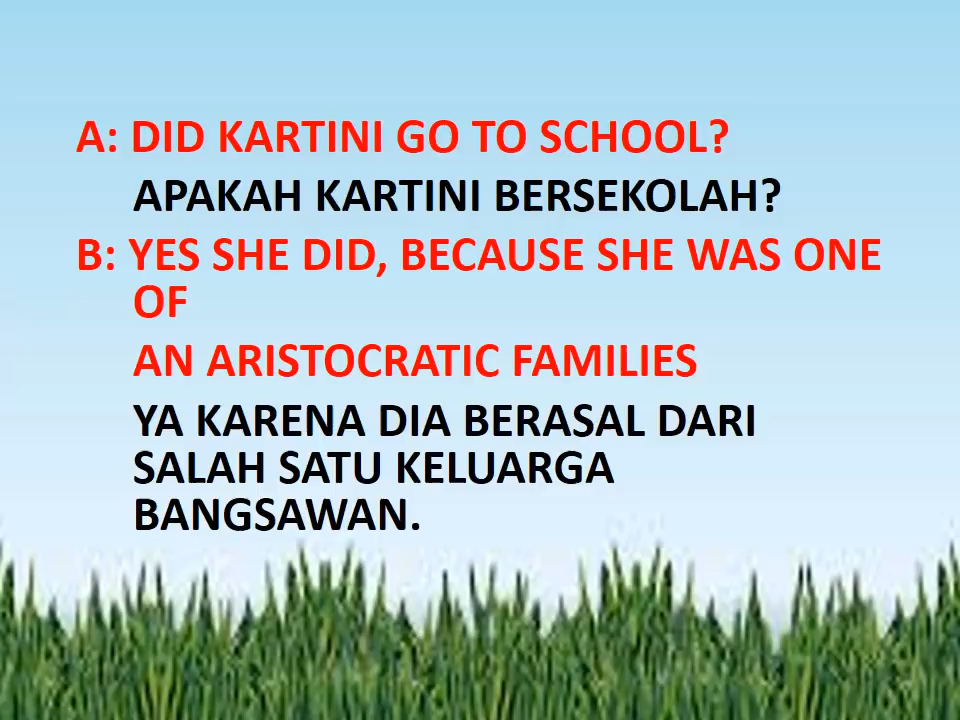 A: DID KARTINI GO TO SCHOOL?
APAKAH KARTINI BERSEKOLAH?
B: YES SHE DID, BECAUSE SHE WAS ONE
OF
AN ARISTOCRATIC FAMILIES
YA KARENA DIA BERASAL DARI
SALAH SATU KELUARGA
BANGSAWAN.